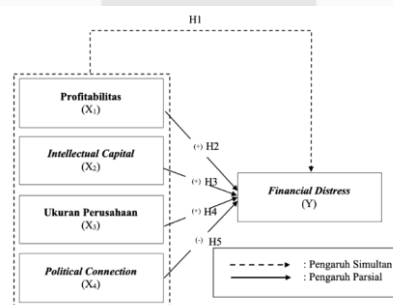 H1
Profitabilitas
(X₁)
Intellectual Capital
(X₂)
Ukuran Perusahaan
(X₃)
Political Connection
(X₄)
(+) H2
(+) H3
(+) H4
(-) H5
Financial Distress
(Y)
: Pengaruh Simultan
: Pengaruh Parsial